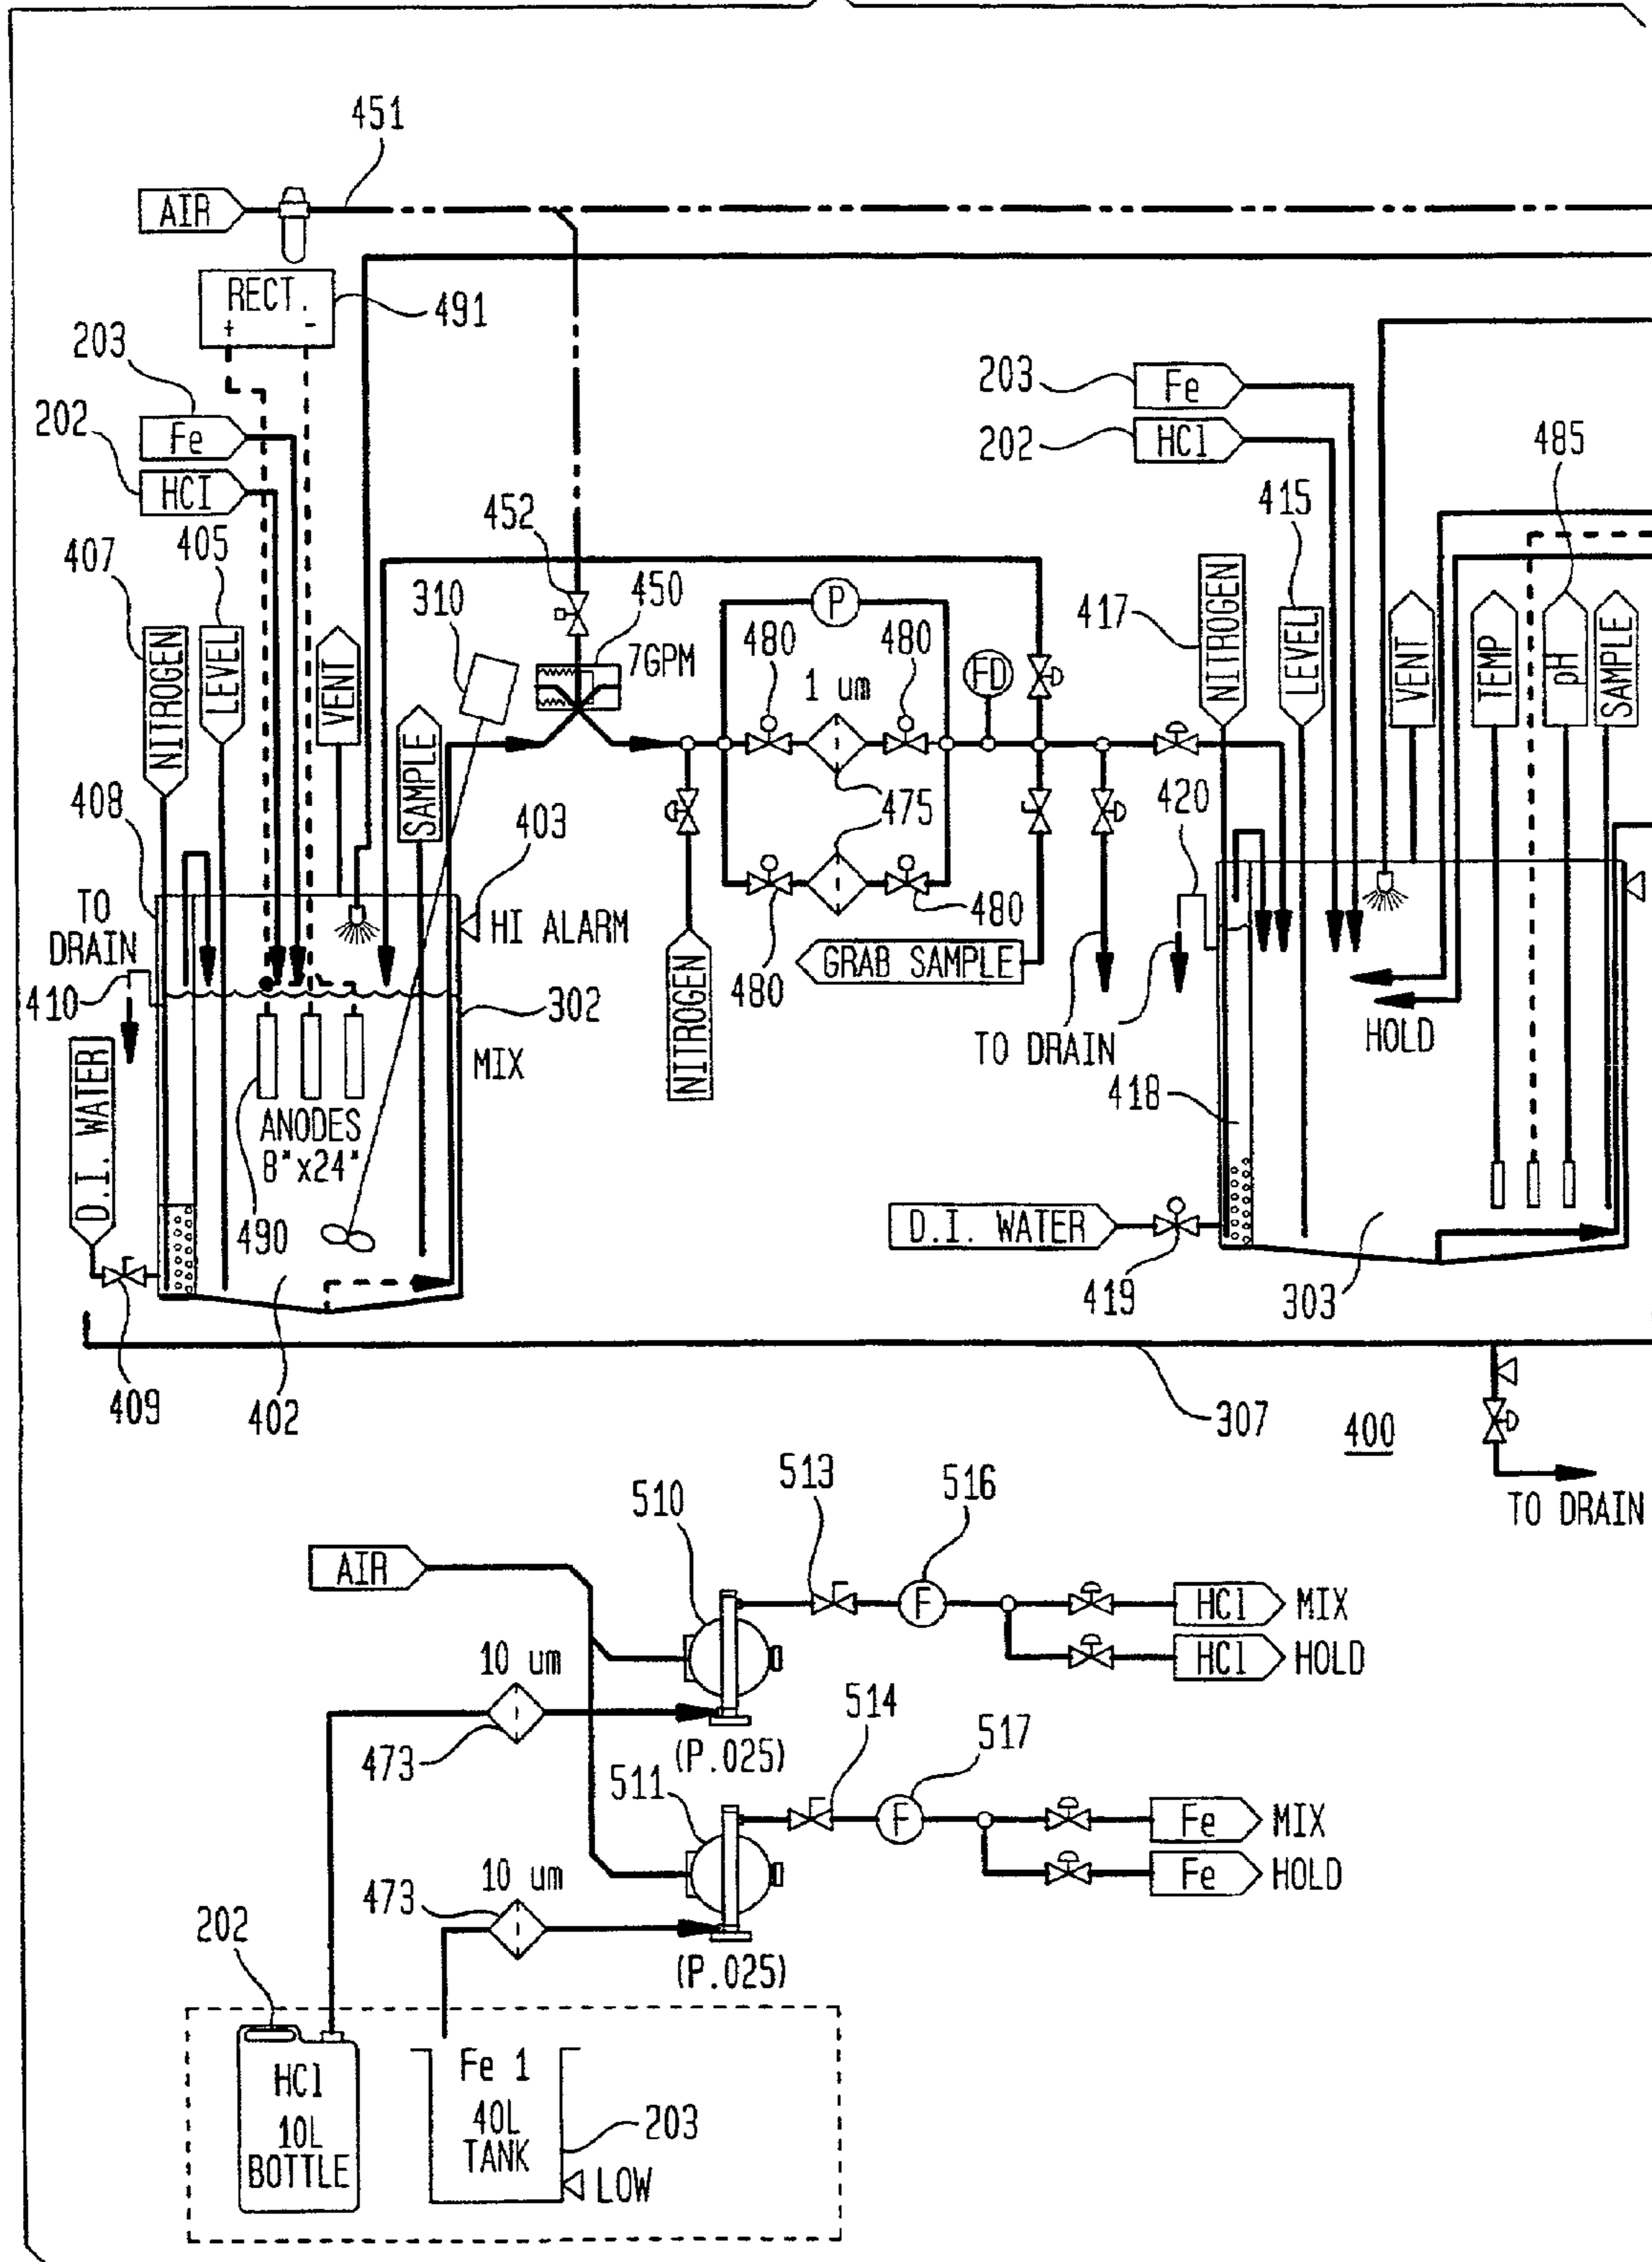 451
AIR
RECT.
+ -
491
203
Fe
202
HCI
203
Fe
202
HCl
485
407
405
452
415
NITROGEN
LEVEL
VENT
310
450
7GPM
P
480
480
1 um
FD
417
NITROGEN
LEVEL
VENT
TEMP
pH
SAMPLE
408
SAMPLE
403
475
420
TO
DRAIN
HI ALARM
410
480
480
GRAB SAMPLE
302
MIX
NITROGEN
TO DRAIN
HOLD
D.I. WATER
ANODES
8"x24"
490
418
D.I. WATER
419
303
409
402
307
400
TO DRAIN
510
513
516
AIR
F
HCl MIX
HCl HOLD
10 um
473
(P.025)
514
517
511
F
Fe MIX
Fe HOLD
10 um
473
(P.025)
202
HCl
10L
BOTTLE
Fe 1
40L
TANK
203
LOW